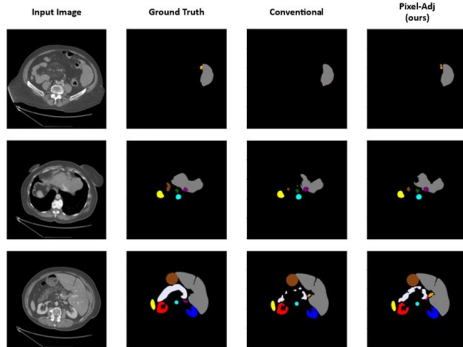 Input Image
Ground Truth
Conventional
Pixel-Adj
(ours)